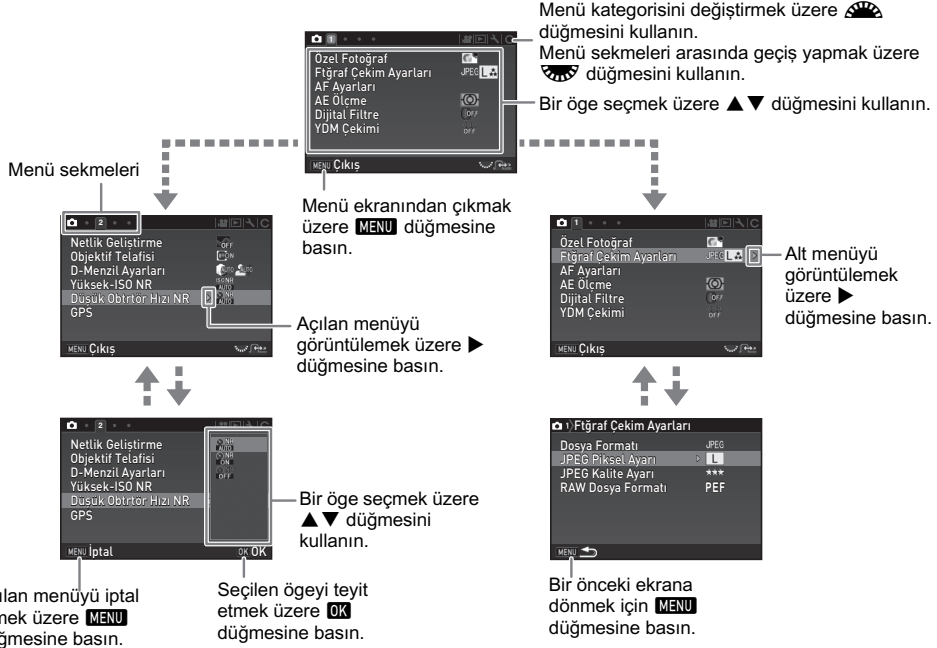 Menü kategorisini değiştirmek üzere
düğmesini kullanın.
Menü sekmeleri arasında geçiş yapmak üzere
düğmesini kullanın.
1
Özel Fotoğraf
Ftğraf Çekim Ayarları JPEG L
AF Ayarları
AE Ölçme
Dijital Filtre OFF
YDM Çekimi OFF
MENU Çıkış
Bir öge seçmek üzere ▲▼ düğmesini kullanın.
Menü sekmeleri
Menü ekranından çıkmak
üzere MENU düğmesine
basın.
2
Netlik Geliştirme OFF
Objektif Telafisi ON
D-Menzil Ayarları AUTO AUTO
Yüksek-ISO NR ISO NR AUTO
Düşük Obtrtör Hızı NR NR AUTO
GPS
MENU Çıkış
Açılan menüyü
görüntülemek üzere ▶
düğmesine basın.
1
Özel Fotoğraf
Ftğraf Çekim Ayarları JPEG L
AF Ayarları
AE Ölçme
Dijital Filtre OFF
YDM Çekimi OFF
MENU Çıkış
Alt menüyü
görüntülemek
üzere ▶
düğmesine basın.
2
Netlik Geliştirme
Objektif Telafisi
D-Menzil Ayarları
Yüksek-ISO NR
Düşük Obtrtör Hızı NR
GPS
NR AUTO
NR ON
NR OFF
MENU İptal OK OK
Bir öge seçmek üzere
▲▼ düğmesini
kullanın.
1 Ftğraf Çekim Ayarları
Dosya Formatı JPEG
JPEG Piksel Ayarı L
JPEG Kalite Ayarı ★★★
RAW Dosya Formatı PEF
MENU
ılan menüyü iptal
mek üzere MENU
ğmesine basın.
Seçilen ögeyi teyit
etmek üzere OK
düğmesine basın.
Bir önceki ekrana
dönmek için MENU
düğmesine basın.